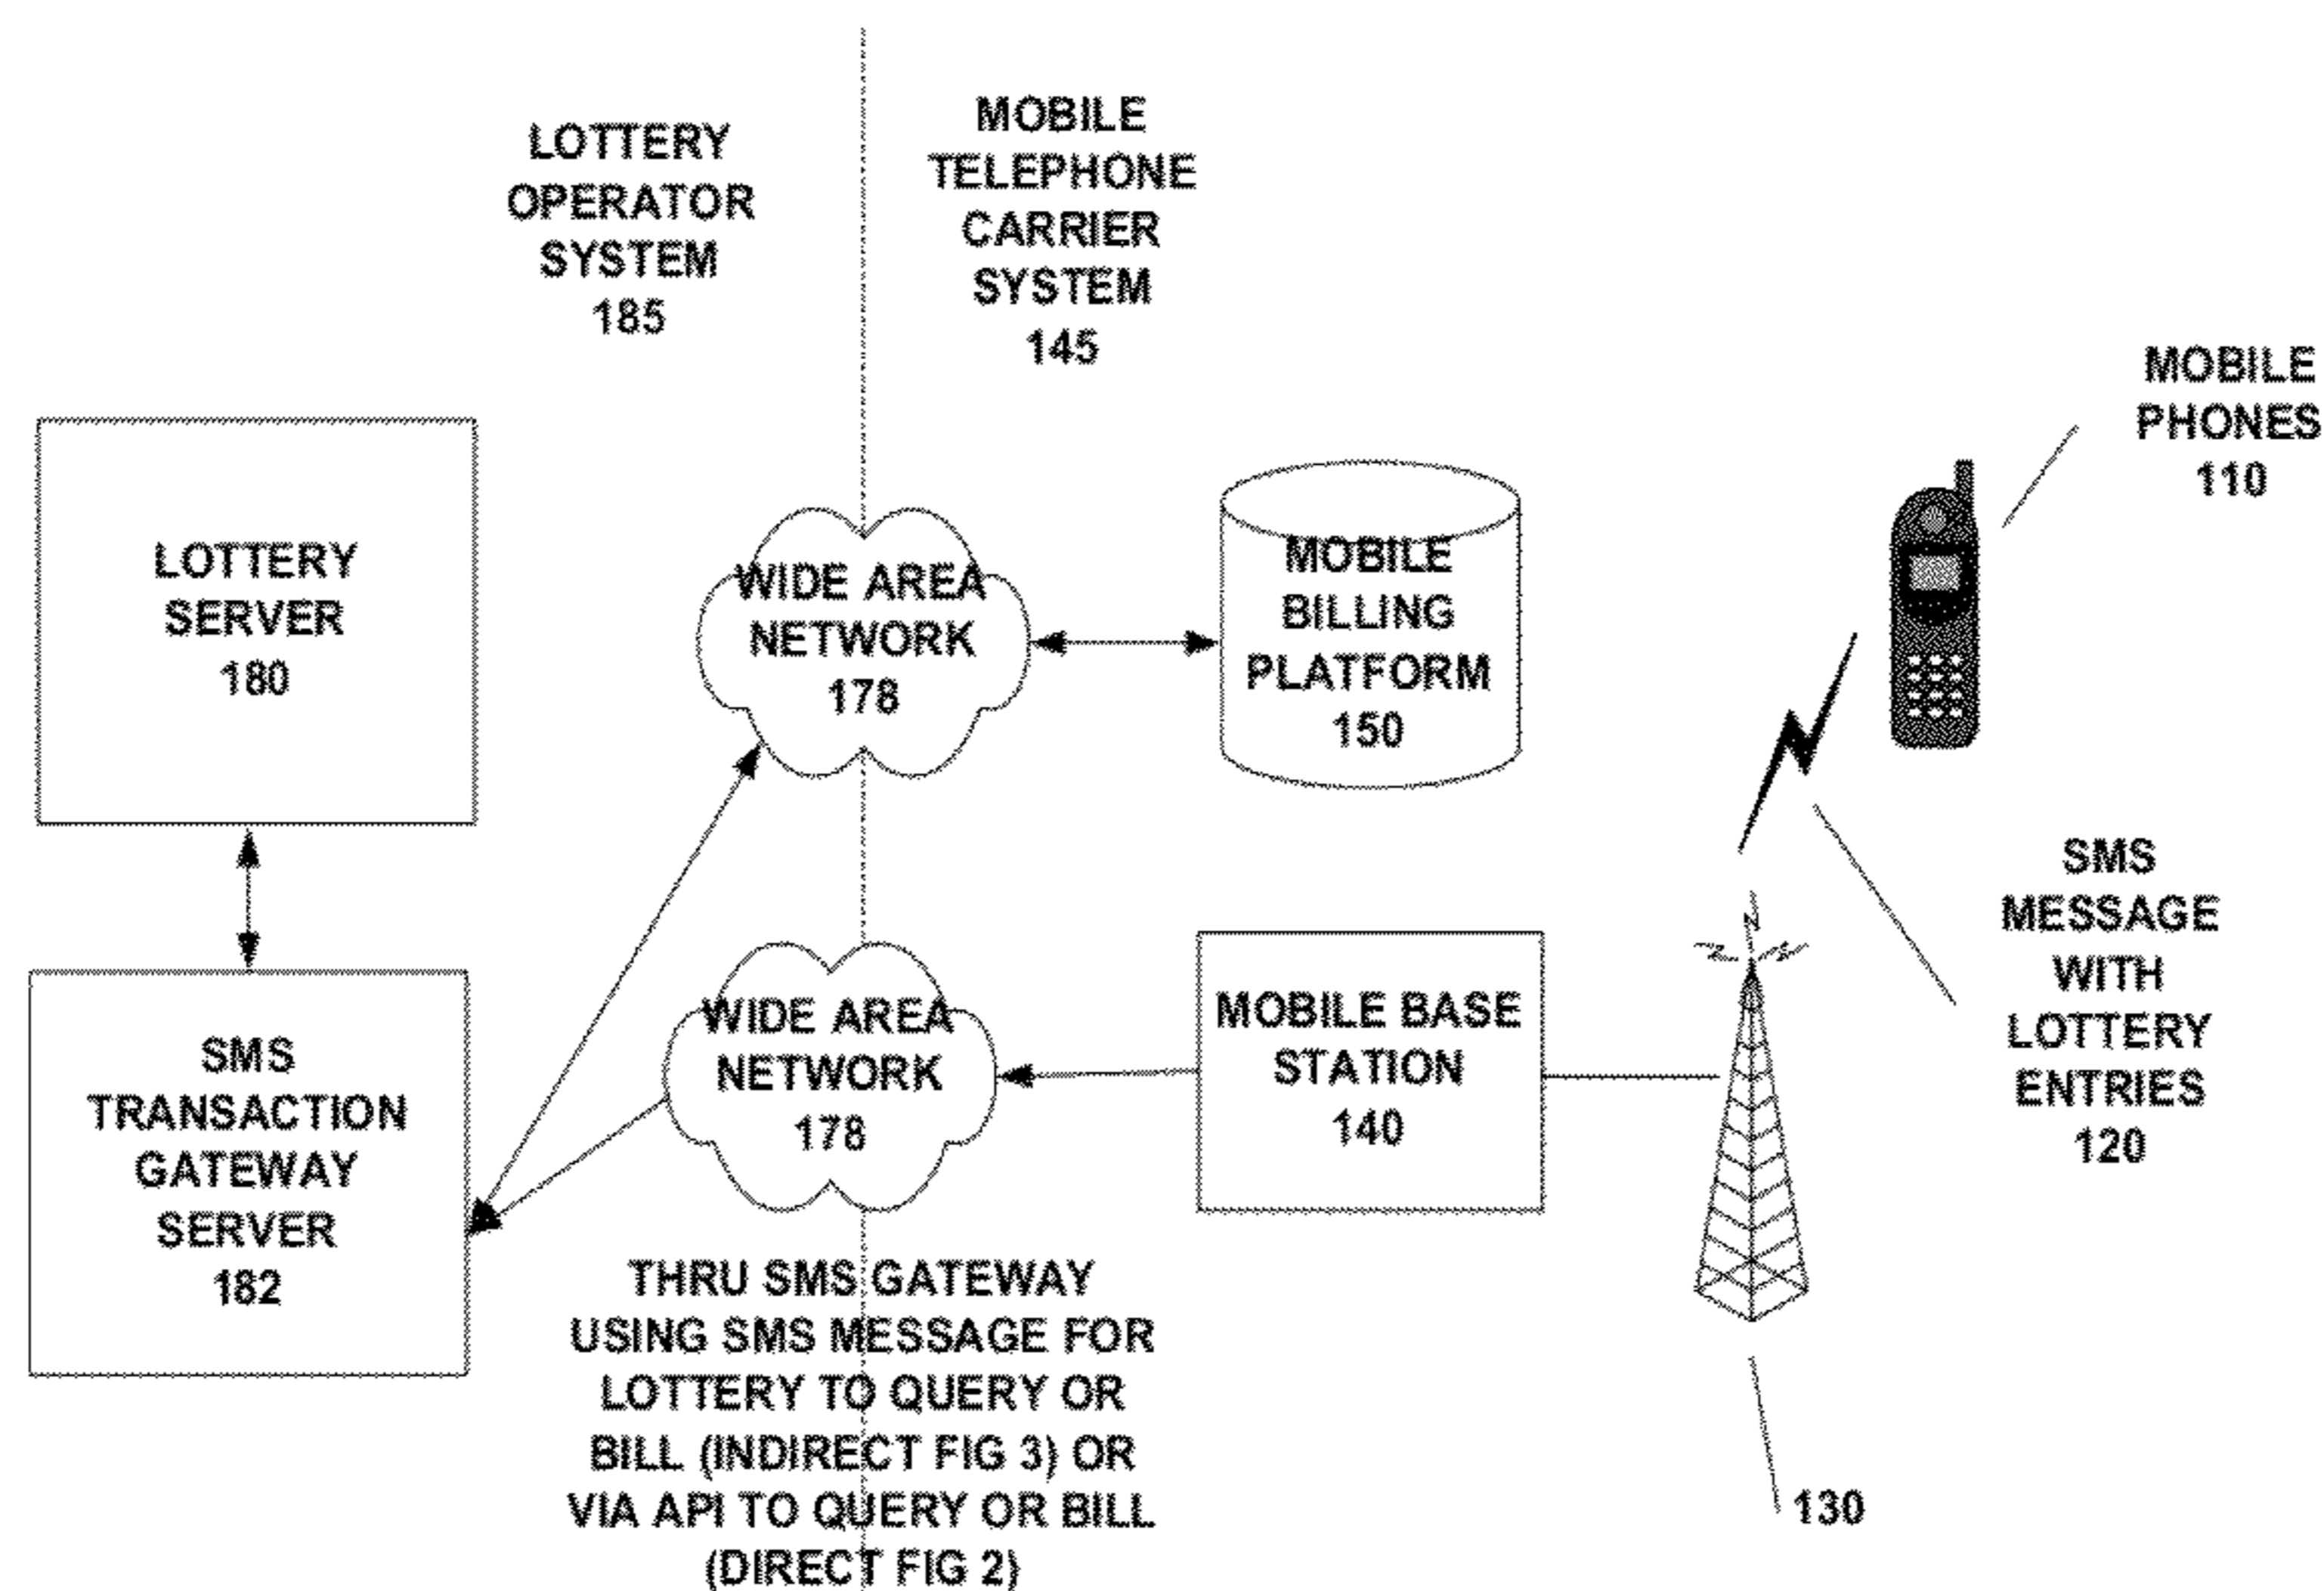 LOTTERY
OPERATOR
SYSTEM
185
MOBILE
TELEPHONE
CARRIER
SYSTEM
145
MOBILE
PHONES
110
LOTTERY
SERVER
180
WIDE AREA
NETWORK
178
MOBILE
BILLING
PLATFORM
150
SMS
MESSAGE
WITH
LOTTERY
ENTRIES
120
SMS
TRANSACTION
GATEWAY
SERVER
182
WIDE AREA
NETWORK
178
MOBILE BASE
STATION
140
THRU SMS GATEWAY
USING SMS MESSAGE FOR
LOTTERY TO QUERY OR
BILL (INDIRECT FIG 3) OR
VIA API TO QUERY OR BILL
(DIRECT FIG 2)
130